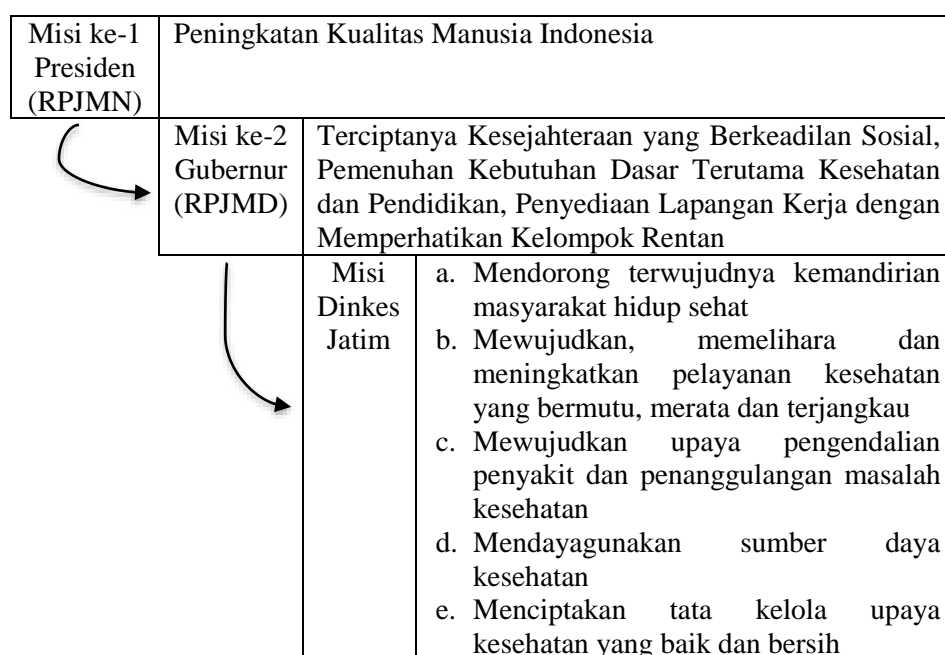 Misi ke-1
Presiden
(RPJMN)
Peningkatan Kualitas Manusia Indonesia
Misi ke-2
Gubernur
(RPJMD)
Terciptanya Kesejahteraan yang Berkeadilan Sosial,
Pemenuhan Kebutuhan Dasar Terutama Kesehatan
dan Pendidikan, Penyediaan Lapangan Kerja dengan
Memperhatikan Kelompok Rentan
Misi
Dinkes
Jatim
a. Mendorong terwujudnya kemandirian
masyarakat hidup sehat
b. Mewujudkan, memelihara dan
meningkatkan pelayanan kesehatan
yang bermutu, merata dan terjangkau
c. Mewujudkan upaya pengendalian
penyakit dan penanggulangan masalah
kesehatan
d. Mendayagunakan sumber daya
kesehatan
e. Menciptakan tata kelola upaya
kesehatan yang baik dan bersih